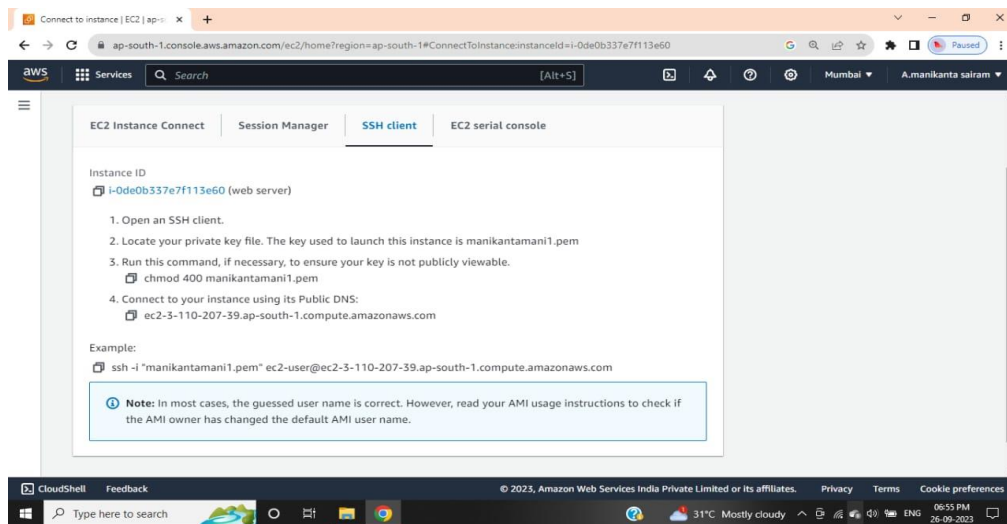 Connect to instance | EC2 | ap-s
ap-south-1.console.aws.amazon.com/ec2/home?region=ap-south-1#ConnectToInstance:instanceId=i-0de0b337e7f113e60
Paused
aws Services Search [Alt+S] Mumbai A.manikanta sairam
EC2 Instance Connect Session Manager SSH client EC2 serial console
Instance ID
i-0de0b337e7f113e60 (web server)
1. Open an SSH client.
2. Locate your private key file. The key used to launch this instance is manikantamani1.pem
3. Run this command, if necessary, to ensure your key is not publicly viewable.
chmod 400 manikantamani1.pem
4. Connect to your instance using its Public DNS:
ec2-3-110-207-39.ap-south-1.compute.amazonaws.com
Example:
ssh -i "manikantamani1.pem" ec2-user@ec2-3-110-207-39.ap-south-1.compute.amazonaws.com
Note: In most cases, the guessed user name is correct. However, read your AMI usage instructions to check if
the AMI owner has changed the default AMI user name.
CloudShell Feedback © 2023, Amazon Web Services India Private Limited or its affiliates. Privacy Terms Cookie preferences
Type here to search 31°C Mostly cloudy ENG 06:55 PM
26-09-2023